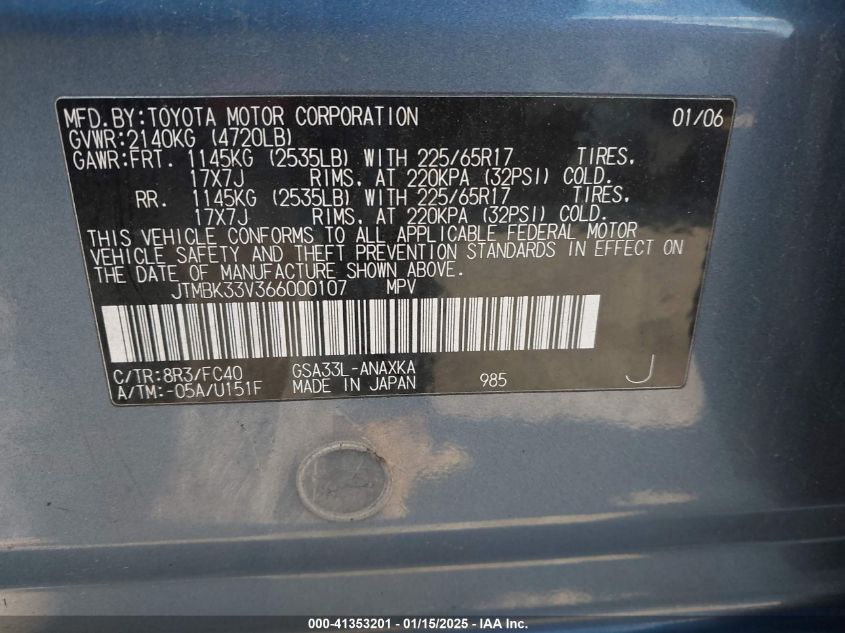 MFD.BY:TOYOTA MOTOR CORPORATION 01/06
GVWR:2140KG (4720LB)
GAWR:FRT. 1145KG (2535LB) WITH 225/65R17 TIRES,
17X7J RIMS, AT 220KPA (32PSI) COLD.
RR. 1145KG (2535LB) WITH 225/65R17 TIRES,
17X7J RIMS, AT 220KPA (32PSI) COLD.
THIS VEHICLE CONFORMS TO ALL APPLICABLE FEDERAL MOTOR
VEHICLE SAFETY AND THEFT PREVENTION STANDARDS IN EFFECT ON
THE DATE OF MANUFACTURE SHOWN ABOVE.
JTMBK33V366000107 MPV
C/TR:8R3/FC40 GSA33L-ANAXKA
A/TM:-05A/U151F MADE IN JAPAN 985 J
000-41353201 - 01/15/2025 - IAA Inc.